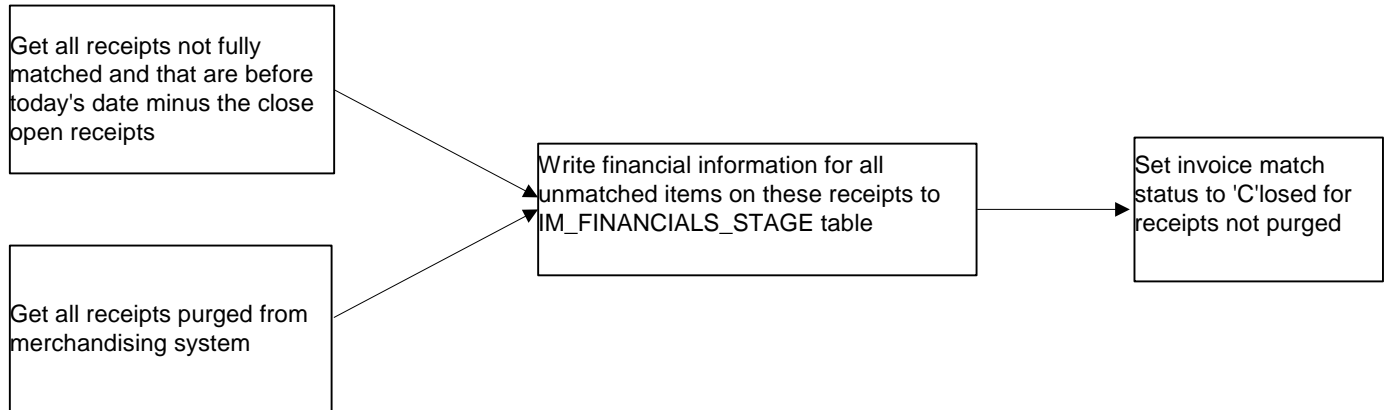 Get all receipts not fully
matched and that are before
today's date minus the close
open receipts
Get all receipts purged from
merchandising system
Write financial information for all
unmatched items on these receipts to
IM_FINANCIALS_STAGE table
Set invoice match
status to 'C'losed for
receipts not purged